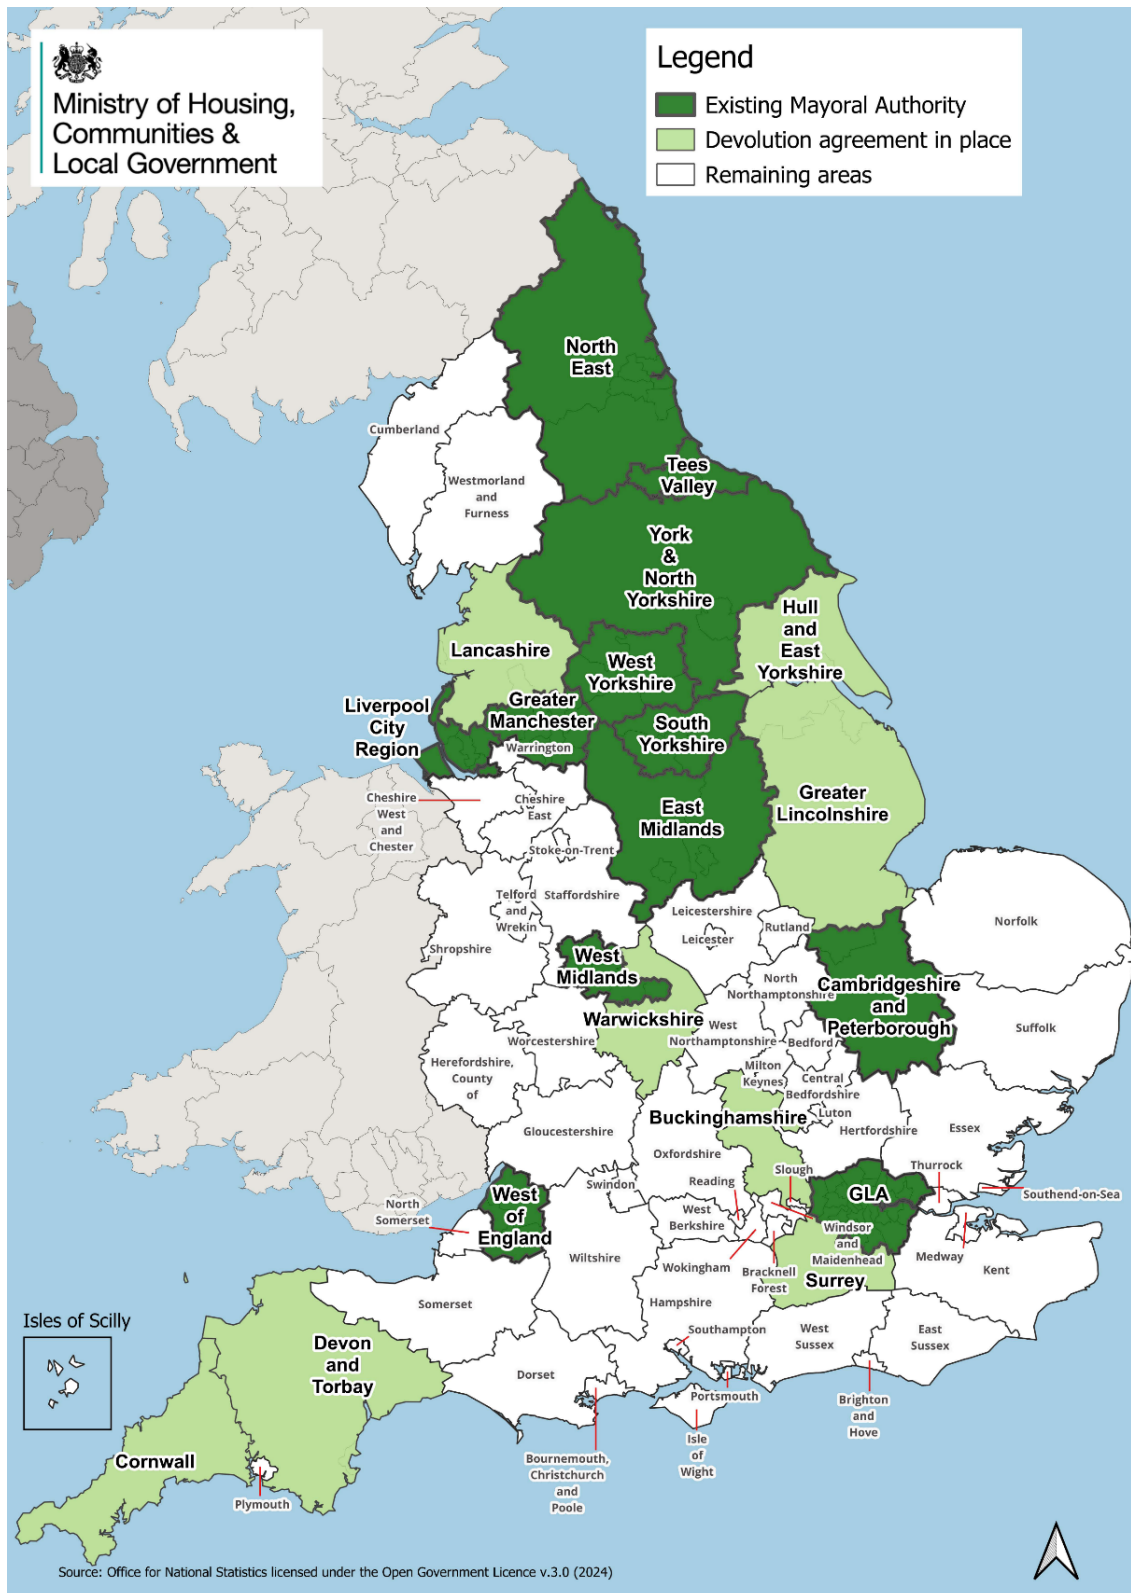 Ministry of Housing,
Communities &
Local Government
Legend
Existing Mayoral Authority
Devolution agreement in place
Remaining areas
North
East
Cumberland
Westmorland
and
Furness
Tees
Valley
York
&
North
Yorkshire
Hull
and
East
Yorkshire
Lancashire
West
Yorkshire
Liverpool
City
Region
Greater
Manchester
South
Yorkshire
Warrington
Cheshire
West
and
Chester
Cheshire
East
East
Midlands
Greater
Lincolnshire
Stoke-on-Trent
Telford
and
Wrekin
Staffordshire
Leicestershire
Leicester
Rutland
Norfolk
Shropshire
West
Midlands
North
Northamptonshire
Cambridgeshire
and
Peterborough
Warwickshire
West
Northamptonshire
Bedford
Suffolk
Worcestershire
Herefordshire,
County
of
Milton
Keynes
Central
Bedfordshire
Luton
Buckinghamshire
Hertfordshire
Essex
Gloucestershire
Oxfordshire
Slough
Thurrock
Southend-on-Sea
Swindon
Reading
GLA
North
Somerset
West
of
England
West
Berkshire
Windsor
and
Maidenhead
Medway
Kent
Wiltshire
Wokingham
Bracknell
Forest
Surrey
Somerset
Hampshire
Isles of Scilly
Devon
and
Torbay
Southampton
West
Sussex
East
Sussex
Dorset
Portsmouth
Brighton
and
Hove
Isle
of
Wight
Cornwall
Plymouth
Bournemouth,
Christchurch
and
Poole
Source: Office for National Statistics licensed under the Open Government Licence v.3.0 (2024)